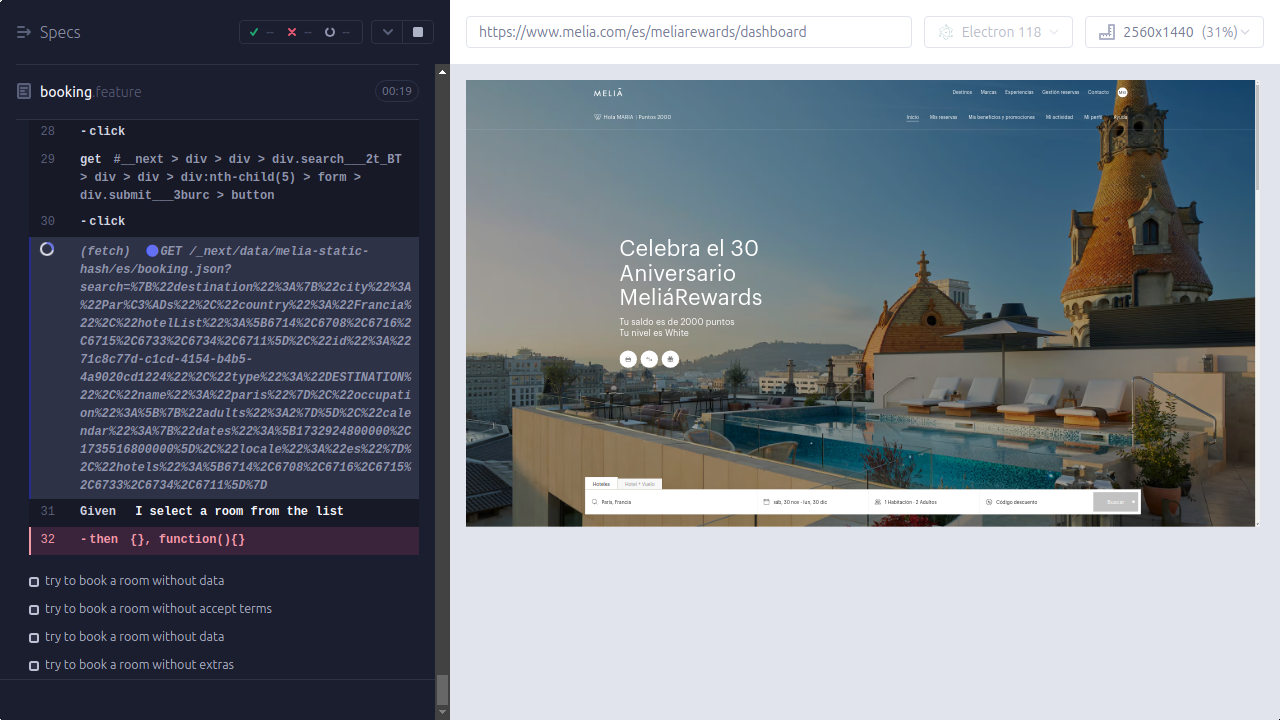 Specs
--
--
--
https://www.melia.com/es/meliarewards/dashboard
Electron 118
2560x1440 (31%)
booking.feature
00:19
28 -click
29 get #__next > div > div > div.search___2t_BT
> div > div > div:nth-child(5) > form >
div.submit___3burc > button
30 -click
(fetch) GET /_next/data/melia-static-
hash/es/booking.json?
search=%7B%22destination%22%3A%7B%22city%22%3A
%22Par%C3%ADs%22%2C%22country%22%3A%22Francia%
22%2C%22hotelList%22%3A%5B6714%2C6708%2C6716%2
C6715%2C6733%2C6734%2C6711%5D%2C%22id%22%3A%22
71c8c77d-c1cd-4154-b4b5-
4a9020cd1224%22%2C%22type%22%3A%22DESTINATION%
22%2C%22name%22%3A%22paris%22%7D%2C%22occupati
on%22%3A%5B%7B%22adults%22%3A2%7D%5D%2C%22cale
ndar%22%3A%7B%22dates%22%3A%5B1732924800000%2C
1735516800000%5D%2C%22locale%22%3A%22es%22%7D%
2C%22hotels%22%3A%5B6714%2C6708%2C6716%2C6715%
2C6733%2C6734%2C6711%5D%7D
31 Given I select a room from the list
32 -then {}, function(){}
try to book a room without data
try to book a room without accept terms
try to book a room without data
try to book a room without extras
MELIÃ
Destinos Marcas Experiencias Gestión reservas Contacto
Hola MARIA | Puntos 2000
Inicio Mis reservas Mis beneficios y promociones Mi actividad Mi perfil Ayuda
Celebra el 30
Aniversario
MeliáRewards
Tu saldo es de 2000 puntos
Tu nivel es White
Hoteles Hotel + Vuelo
París, Francia
sáb, 30 nov - lun, 30 dic
1 Habitación · 2 Adultos
Código descuento
Buscar